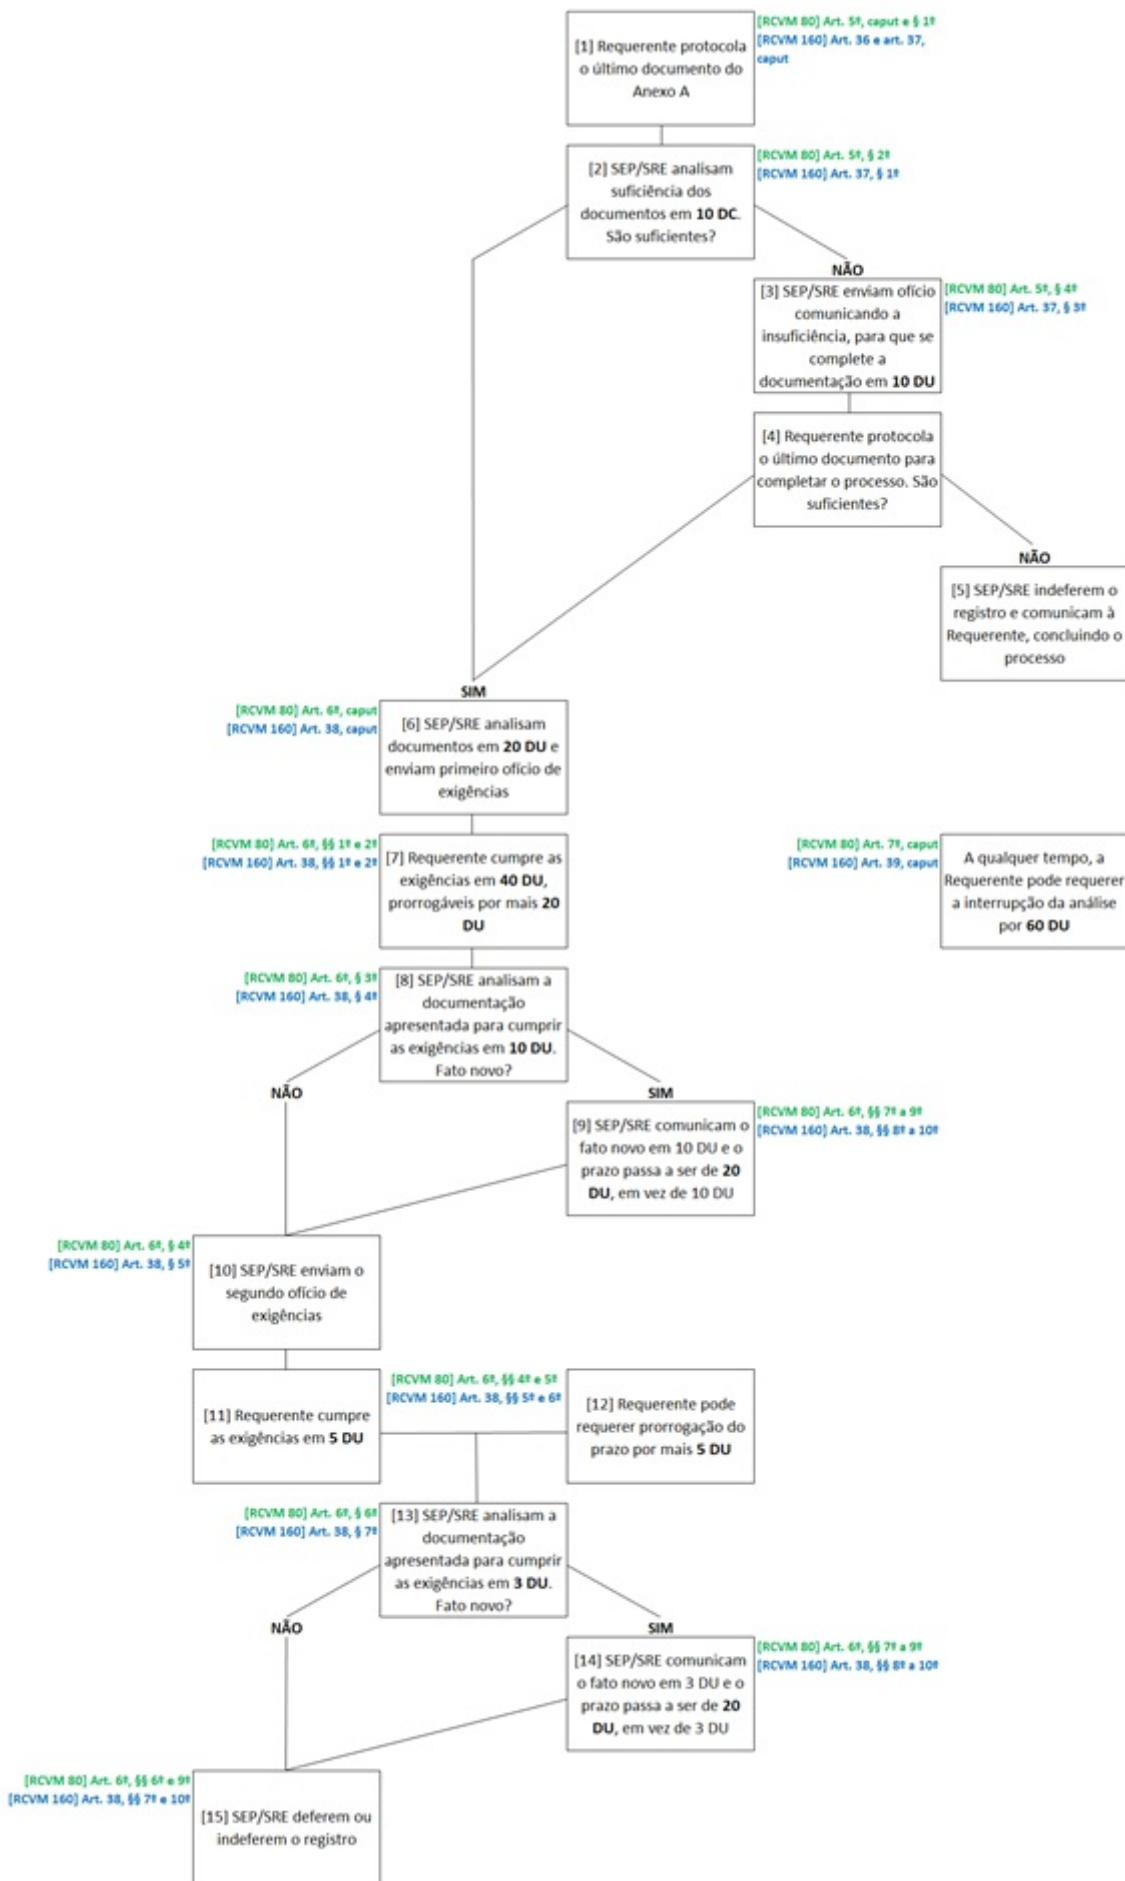 [RCVM 80] Art. 5º, caput e § 1º
[RCVM 160] Art. 36 e art. 37,
caput
[1] Requerente protocola
o último documento do
Anexo A
[RCVM 80] Art. 5º, § 2º
[RCVM 160] Art. 37, § 1º
[2] SEP/SRE analisam
suficiência dos
documentos em 10 DC.
São suficientes?
NÃO
[RCVM 80] Art. 5º, § 4º
[RCVM 160] Art. 37, § 3º
[3] SEP/SRE enviam ofício
comunicando a
insuficiência, para que se
complete a
documentação em 10 DU
[4] Requerente protocola
o último documento para
completar o processo. São
suficientes?
NÃO
[5] SEP/SRE indeferem o
registro e comunicam à
Requerente, concluindo o
processo
SIM
[RCVM 80] Art. 6º, caput
[RCVM 160] Art. 38, caput
[6] SEP/SRE analisam
documentos em 20 DU e
enviam primeiro ofício de
exigências
[RCVM 80] Art. 6º, §§ 1º e 2º
[RCVM 160] Art. 38, §§ 1º e 2º
[7] Requerente cumpre as
exigências em 40 DU,
prorrogáveis por mais 20
DU
[RCVM 80] Art. 7º, caput
[RCVM 160] Art. 39, caput
A qualquer tempo, a
Requerente pode requerer
a interrupção da análise
por 60 DU
[RCVM 80] Art. 6º, § 3º
[RCVM 160] Art. 38, § 4º
[8] SEP/SRE analisam a
documentação
apresentada para cumprir
as exigências em 10 DU.
Fato novo?
NÃO
SIM
[RCVM 80] Art. 6º, §§ 7º a 9º
[RCVM 160] Art. 38, §§ 8º a 10º
[9] SEP/SRE comunicam o
fato novo em 10 DU e o
prazo passa a ser de 20
DU, em vez de 10 DU
[RCVM 80] Art. 6º, § 4º
[RCVM 160] Art. 38, § 5º
[10] SEP/SRE enviam o
segundo ofício de
exigências
[11] Requerente cumpre
as exigências em 5 DU
[RCVM 80] Art. 6º, §§ 4º e 5º
[RCVM 160] Art. 38, §§ 5º e 6º
[12] Requerente pode
requerer prorrogação do
prazo por mais 5 DU
[RCVM 80] Art. 6º, § 6º
[RCVM 160] Art. 38, § 7º
[13] SEP/SRE analisam a
documentação
apresentada para cumprir
as exigências em 3 DU.
Fato novo?
NÃO
SIM
[RCVM 80] Art. 6º, §§ 7º a 9º
[RCVM 160] Art. 38, §§ 8º a 10º
[14] SEP/SRE comunicam
o fato novo em 3 DU e o
prazo passa a ser de 20
DU, em vez de 3 DU
[RCVM 80] Art. 6º, §§ 6º e 9º
[RCVM 160] Art. 38, §§ 7º e 10º
[15] SEP/SRE deferem ou
indeferem o registro